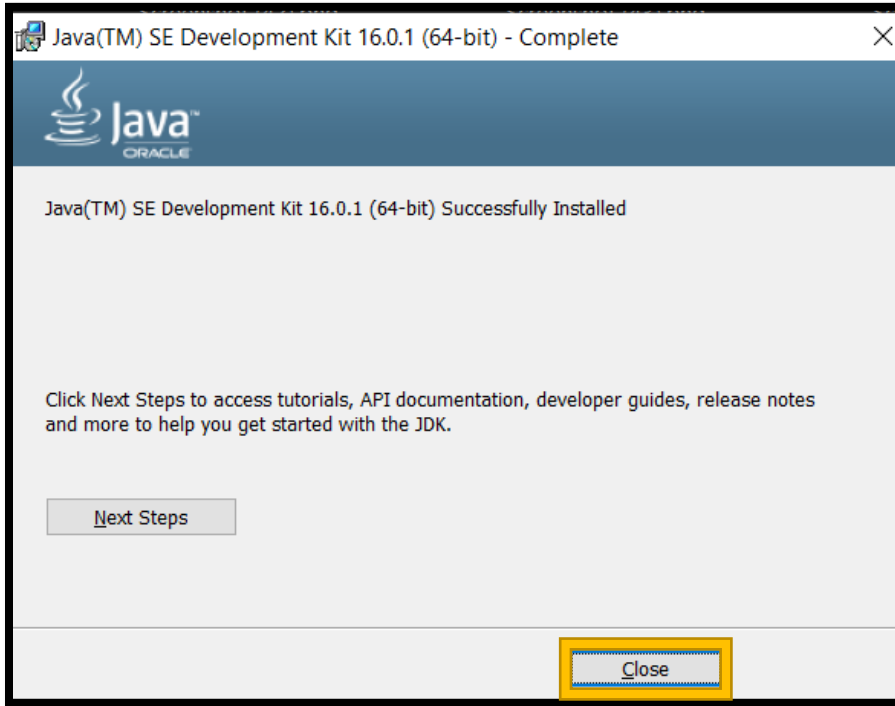 Java(TM) SE Development Kit 16.0.1 (64-bit) - Complete
Java™
ORACLE
Java(TM) SE Development Kit 16.0.1 (64-bit) Successfully Installed
Click Next Steps to access tutorials, API documentation, developer guides, release notes
and more to help you get started with the JDK.
Next Steps
Close